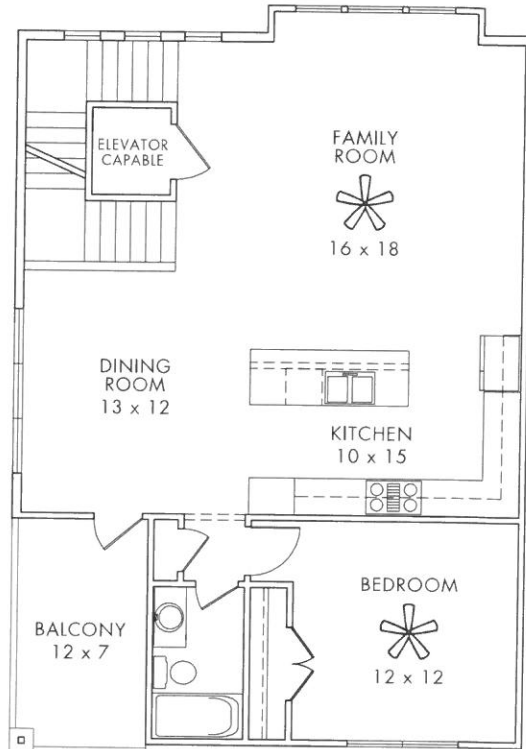 ELEVATOR
CAPABLE
FAMILY
ROOM
16 x 18
DINING
ROOM
13 x 12
KITCHEN
10 x 15
BALCONY
12 x 7
BEDROOM
12 x 12